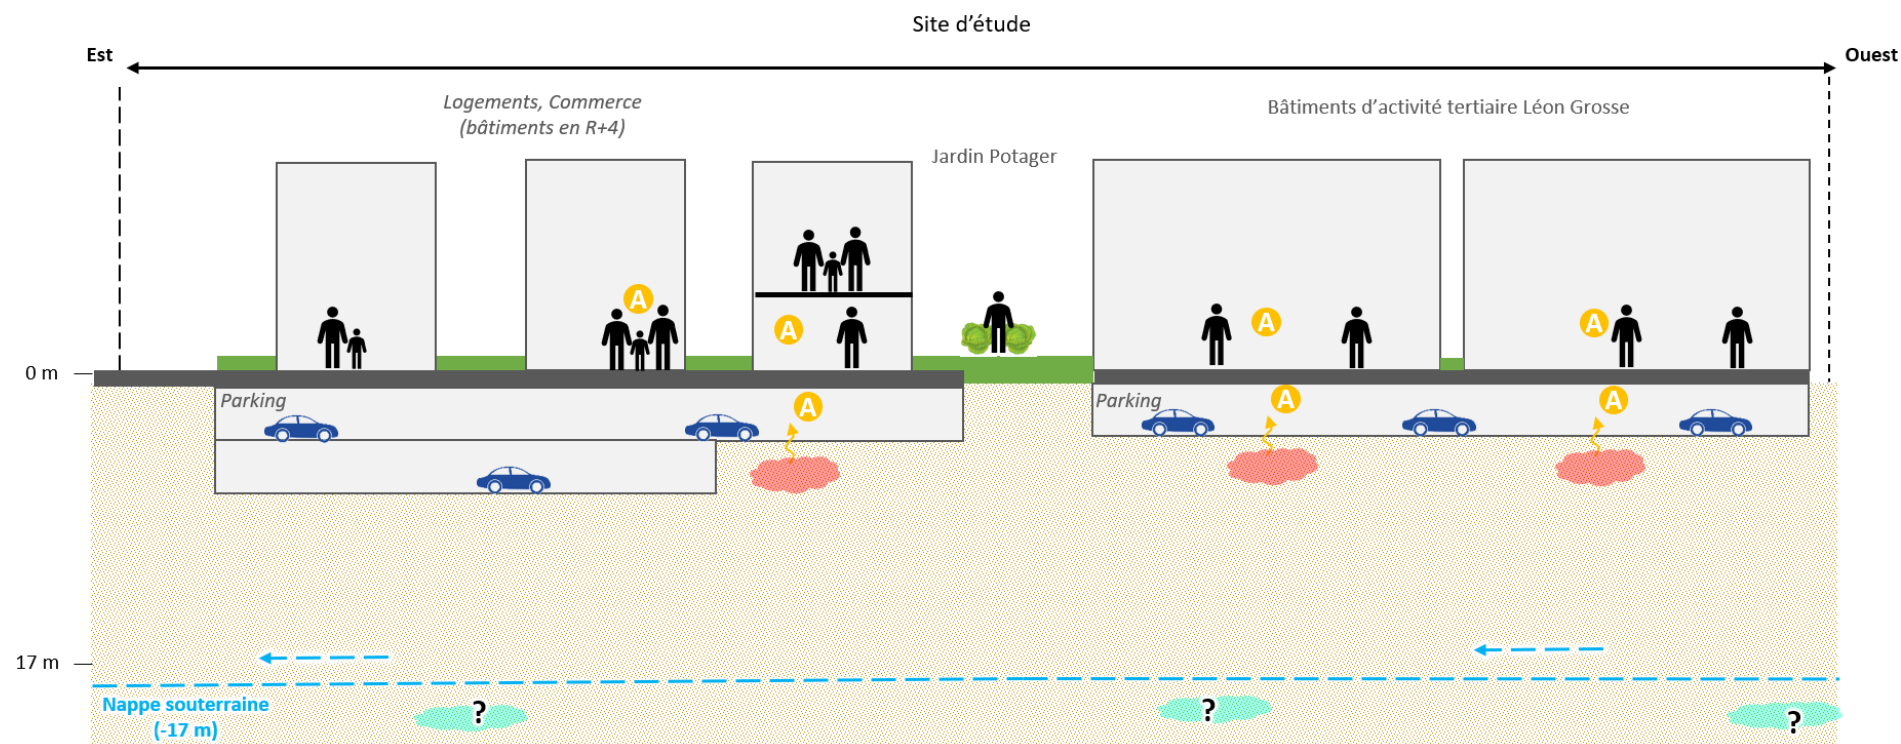 Site d'étude
Est
Ouest
Logements, Commerce
(bâtiments en R+4)
Bâtiments d'activité tertiaire Léon Grosse
Jardin Potager
A
A
A
A
0 m
Parking
A
Parking
A
A
17 m
Nappe souterraine
(-17 m)
?
?
?